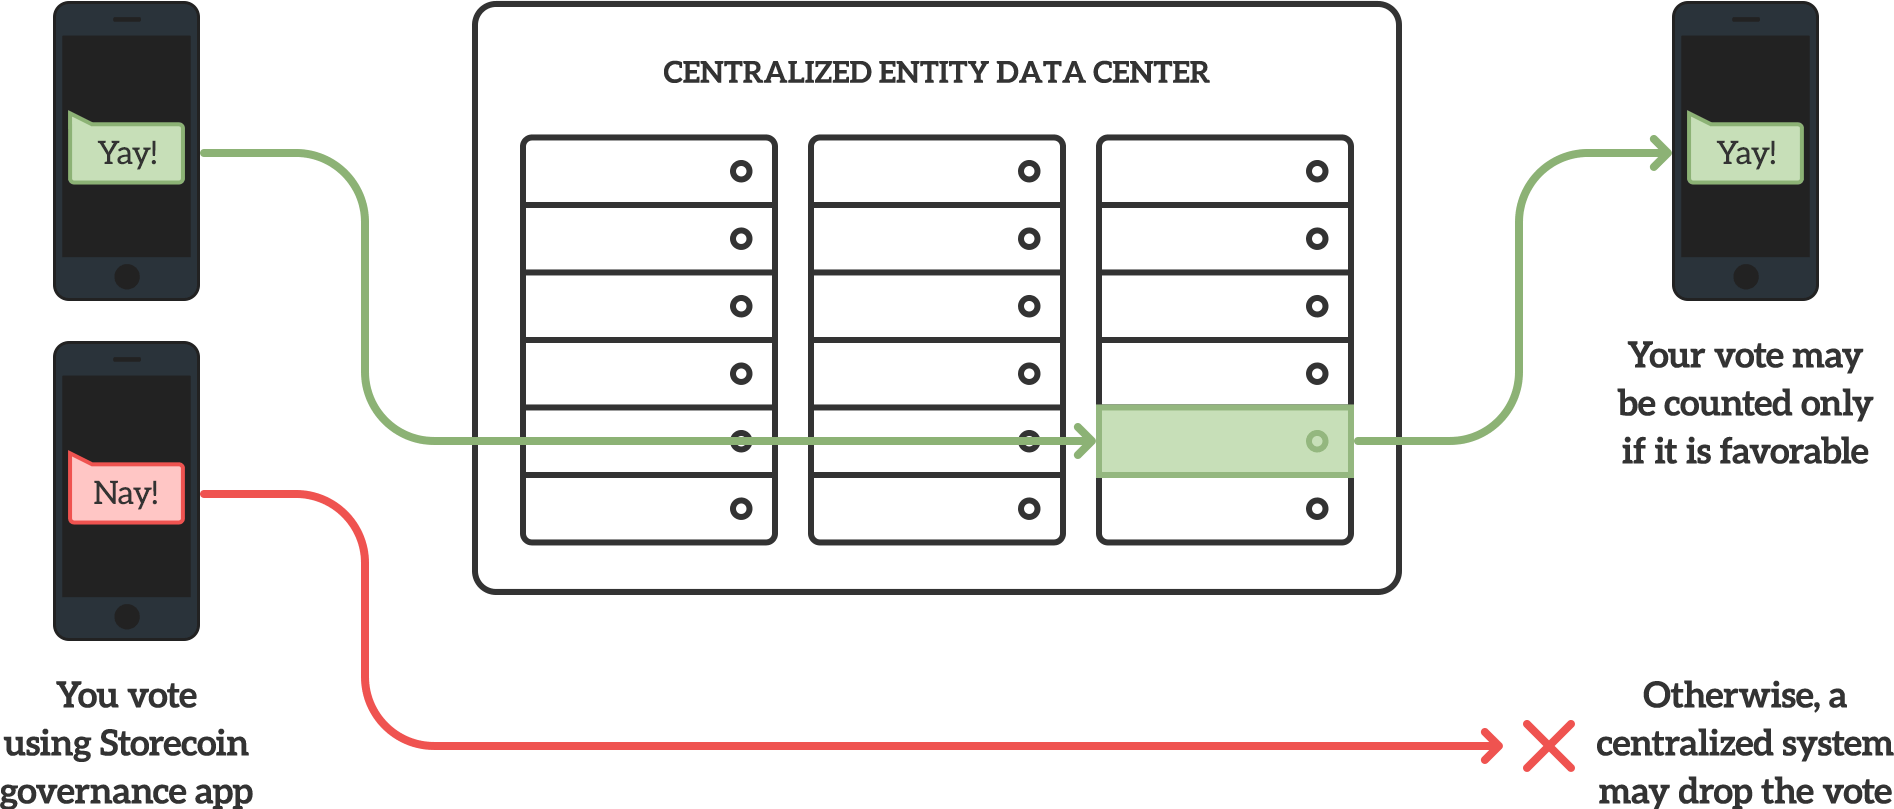 CENTRALIZED ENTITY DATA CENTER
Yay!
Nay!
You vote
using Storecoin
governance app
Yay!
Your vote may
be counted only
if it is favorable
Otherwise, a
centralized system
may drop the vote